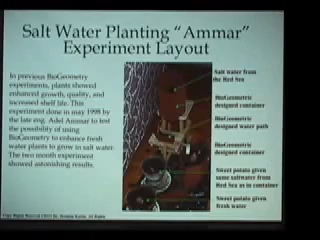 Salt Water Planting “Ammar”
Experiment Layout
In previous BioGeometry
experiments, plants showed
enhanced growth, quality, and
increased shelf life. This
experiment done in may 1998 by
the late eng. Adel Ammar to test
the possibility of using
BioGeometry to enhance fresh
water plants to grow in salt water.
The two month experiment
showed astonishing results.
Salt water from
the Red Sea
BioGeometric
designed container
BioGeometric
designed water path
BioGeometric
designed container
Sweet potato given
same saltwater from
Red Sea as in container
Sweet potato given
fresh water